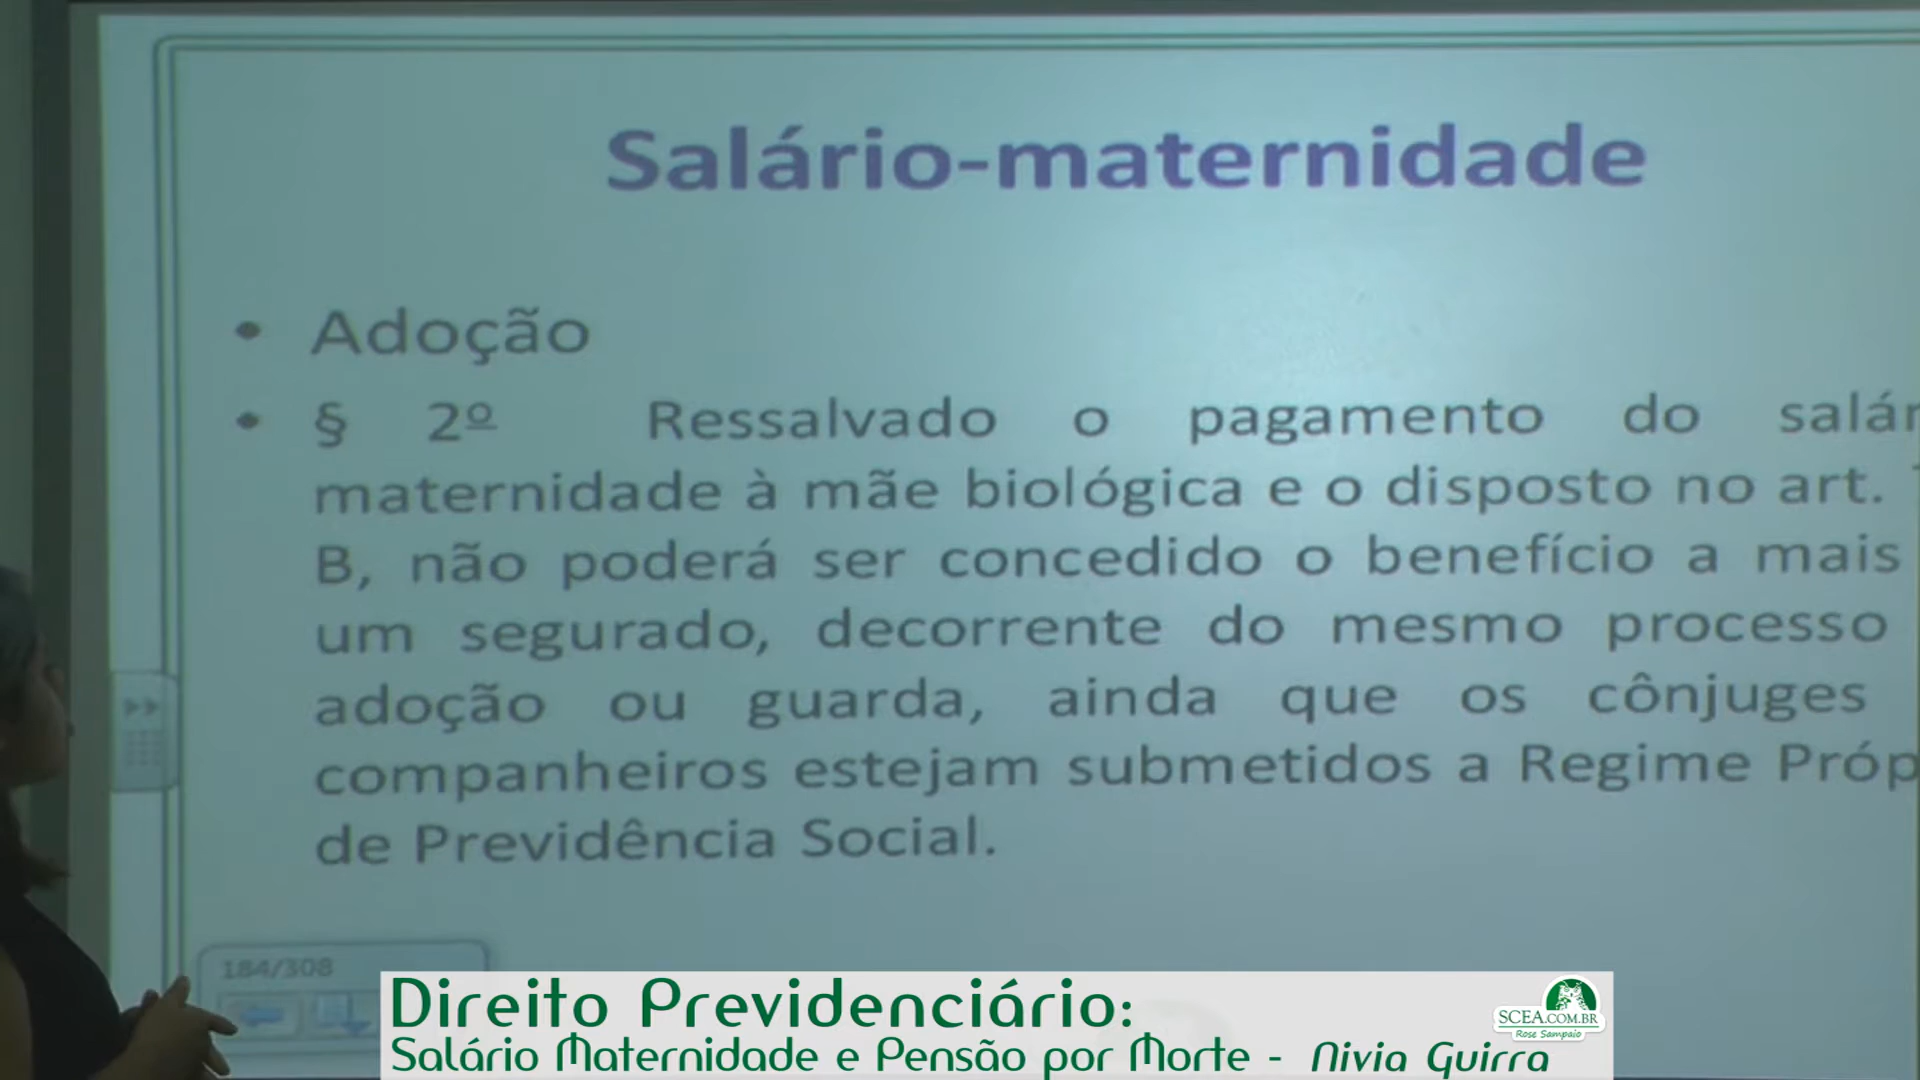 Salário-maternidade
• Adoção
• § 2º Ressalvado o pagamento do salár
maternidade à mãe biológica e o disposto no art.
B, não poderá ser concedido o benefício a mais
um segurado, decorrente do mesmo processo
adoção ou guarda, ainda que os cônjuges
companheiros estejam submetidos a Regime Próp
de Previdência Social.
184/308
Direito Previdenciário:
Salário Maternidade e Pensão por Morte - Nivia Guirra
SCEA.COM.BR
Rose Sampaio